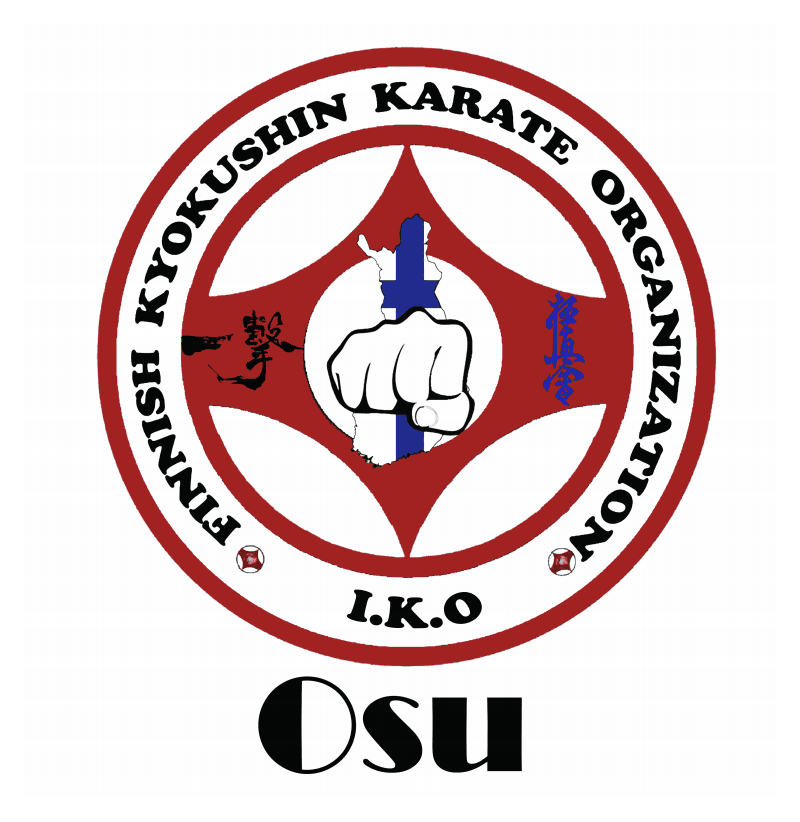 FINNISH KYOKUSHIN KARATE ORGANIZATION
一撃
極真会
I.K.O
Osu